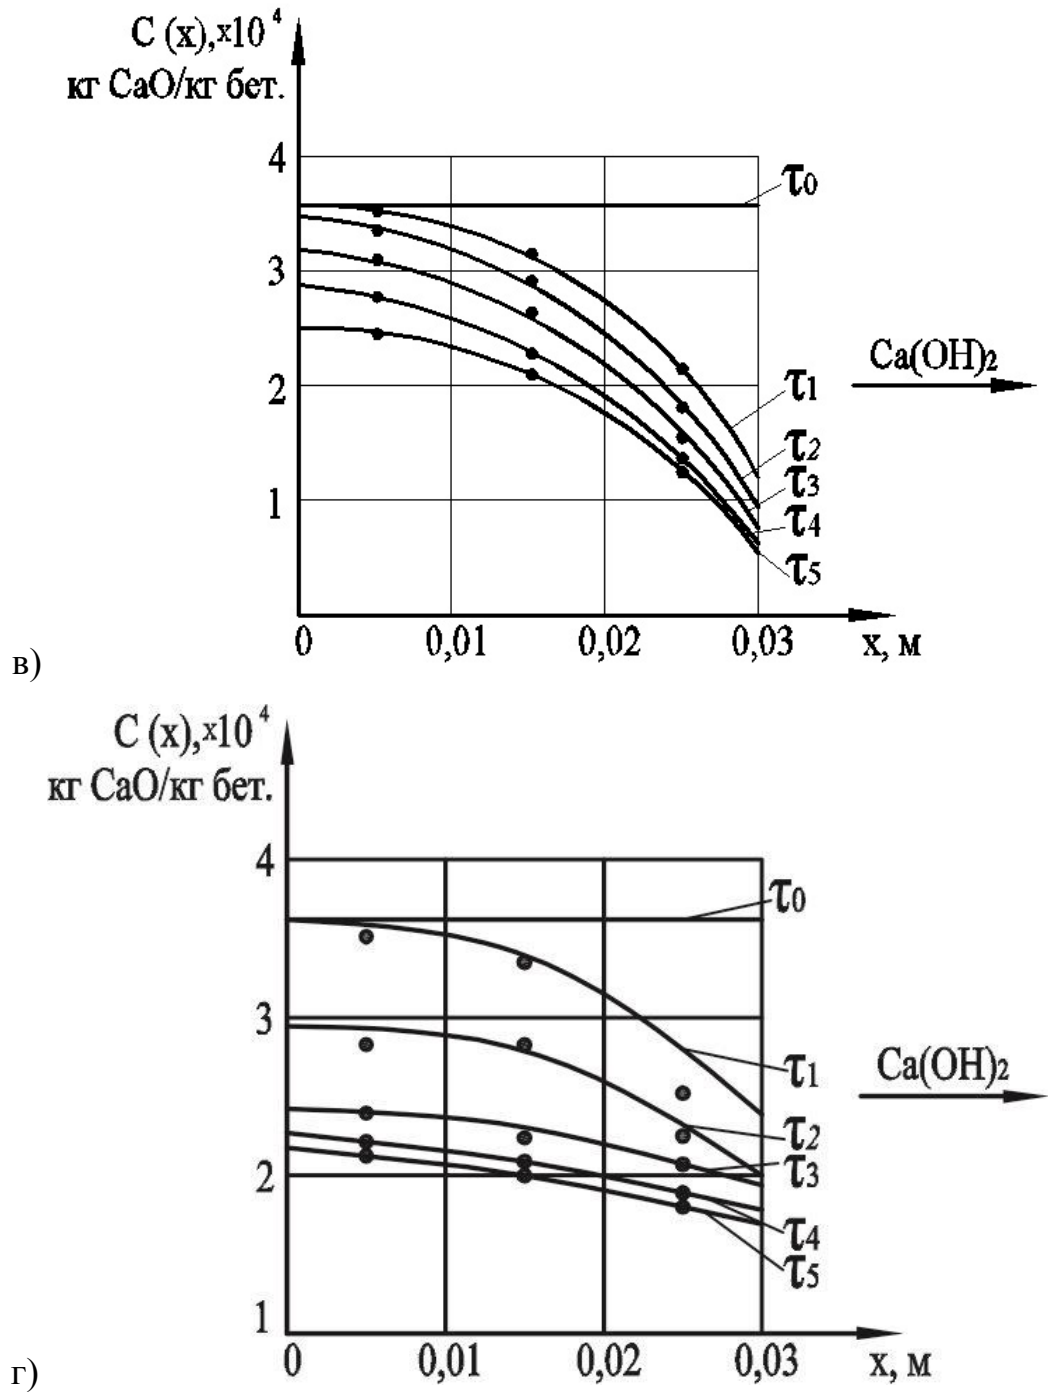 C (x),x10⁴
кг CaO/кг бет.
4
3
2
1
τ0
τ1
τ2
τ3
τ4
τ5
Ca(OH)₂
0 0,01 0,02 0,03 x, м
в)
C (x),x10⁴
кг CaO/кг бет.
4
3
2
1
τ0
τ1
τ2
τ3
τ4
τ5
Ca(OH)₂
0 0,01 0,02 0,03 x, м
г)